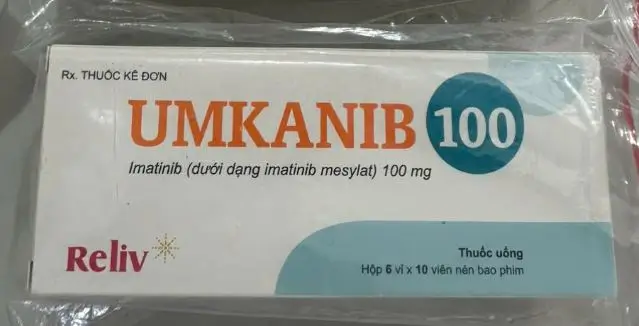 Rx. THUỐC KÊ ĐƠN
UMKANIB 100
Imatinib (dưới dạng imatinib mesylat) 100 mg
Reliv
Thuốc uống
Hộp 6 vỉ x 10 viên nén bao phim